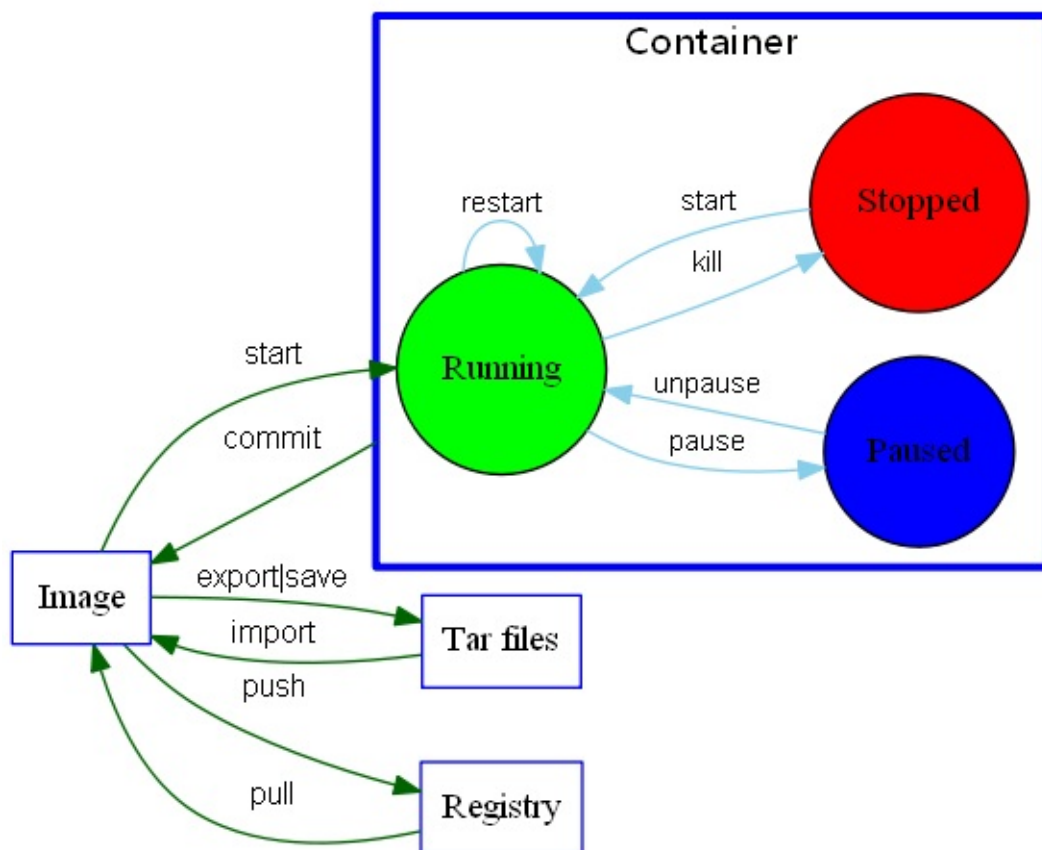 Container
Stopped
restart
start
kill
Running
start
unpause
commit
pause
Paused
Image
export|save
import
Tar files
push
pull
Registry